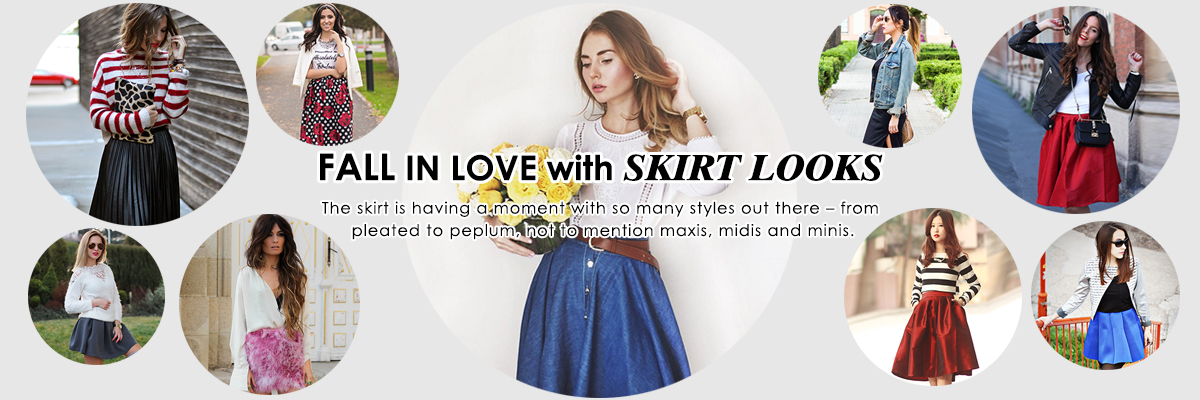 FALL IN LOVE with SKIRT LOOKS
The skirt is having a moment with so many styles out there – from
pleated to peplum, not to mention maxis, midis and minis.